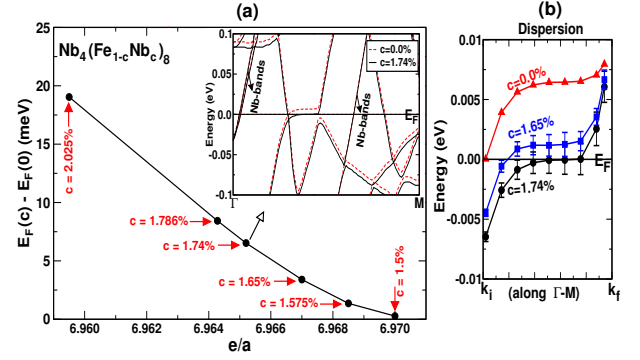 (a)
Nb4(Fe1-cNbc)8
EF(c) - EF(0) (meV)
25
20
15
10
5
0
6.960
6.962
6.964
6.966
6.968
6.970
e/a
c = 2.025%
c = 1.786%
c = 1.74%
c = 1.65%
c = 1.575%
c = 1.5%
Energy (eV)
0.1
0.05
0.00
-0.05
-0.1
Γ
M
c=0.0%
c=1.74%
Nb-bands
Nb-bands
EF
(b)
Dispersion
Energy (eV)
0.010
0.005
0.000
-0.005
-0.01
c=0.0%
c=1.65%
c=1.74%
EF
ki
(along Γ-M)
kf